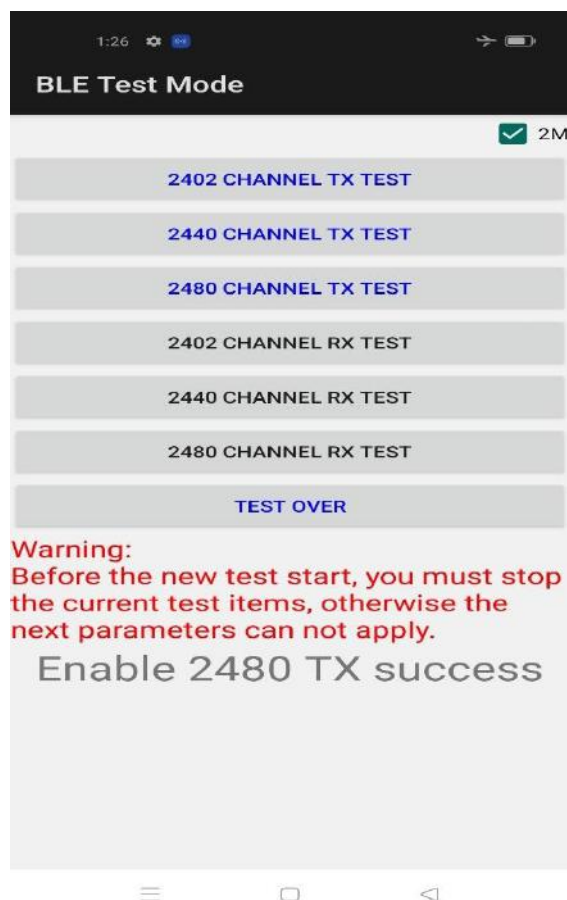 1:26
BLE Test Mode
2M
2402 CHANNEL TX TEST
2440 CHANNEL TX TEST
2480 CHANNEL TX TEST
2402 CHANNEL RX TEST
2440 CHANNEL RX TEST
2480 CHANNEL RX TEST
TEST OVER
Warning:
Before the new test start, you must stop
the current test items, otherwise the
next parameters can not apply.
Enable 2480 TX success